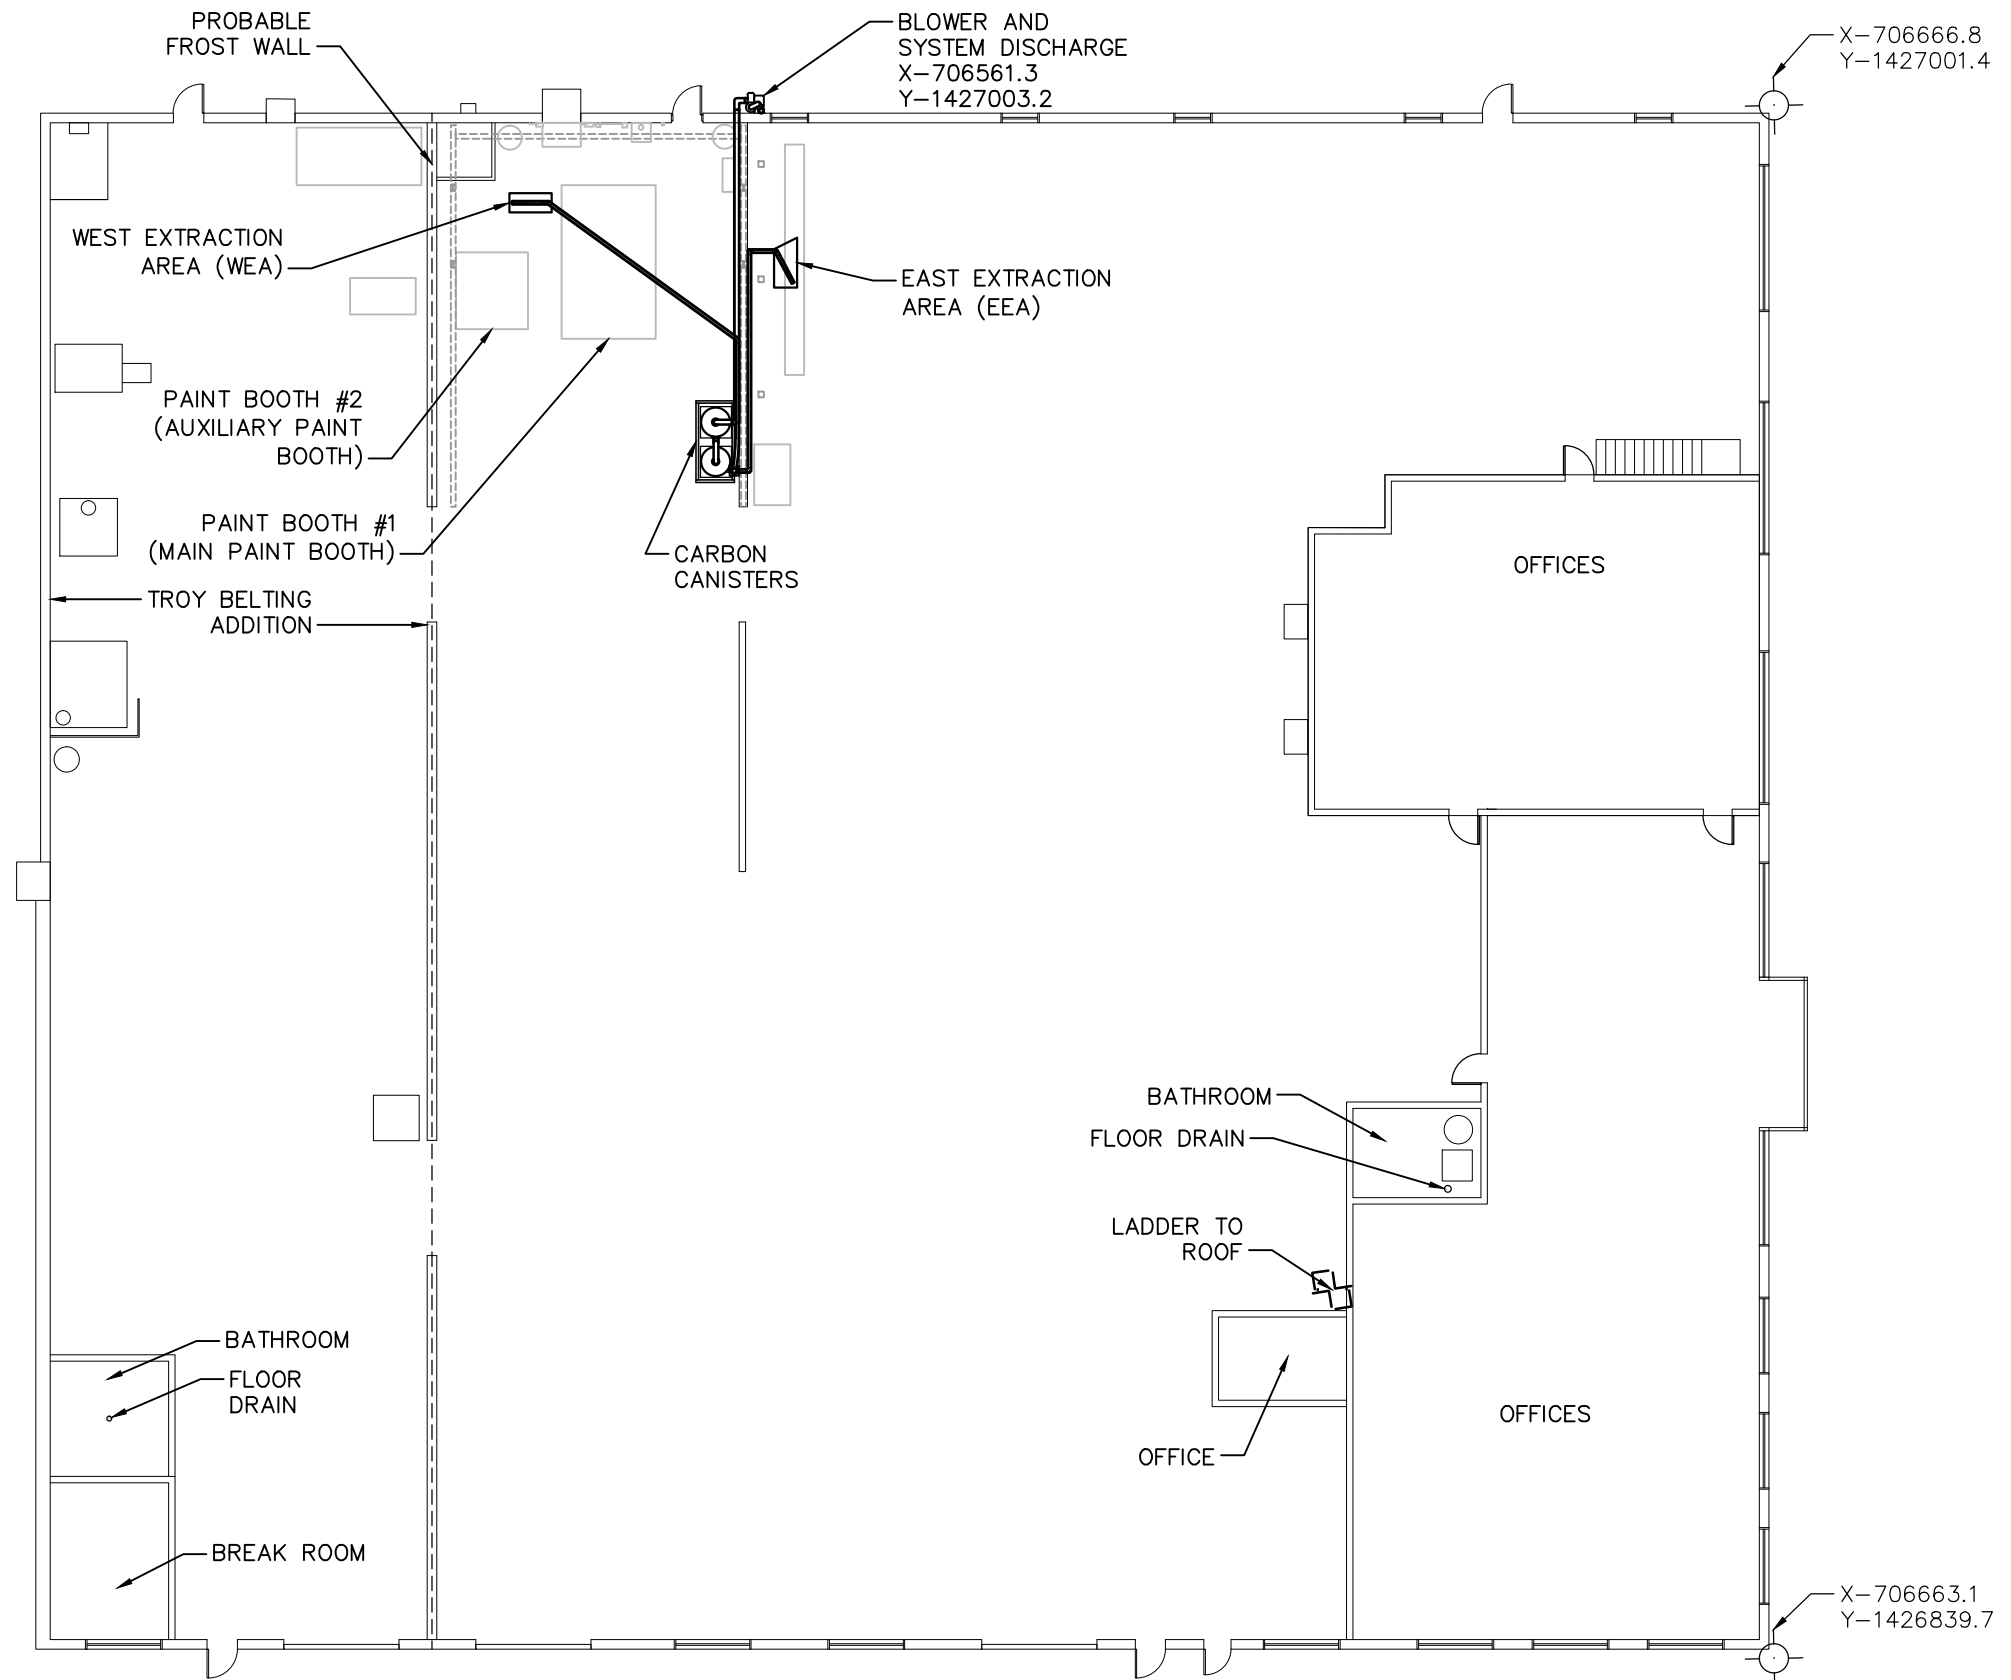 PROBABLE
FROST WALL
BLOWER AND
SYSTEM DISCHARGE
X-706561.3
Y-1427003.2
X-706666.8
Y-1427001.4
WEST EXTRACTION
AREA (WEA)
EAST EXTRACTION
AREA (EEA)
PAINT BOOTH #2
(AUXILIARY PAINT
BOOTH)
PAINT BOOTH #1
(MAIN PAINT BOOTH)
CARBON
CANISTERS
OFFICES
TROY BELTING
ADDITION
BATHROOM
FLOOR DRAIN
LADDER TO
ROOF
BATHROOM
FLOOR
DRAIN
OFFICES
OFFICE
BREAK ROOM
X-706663.1
Y-1426839.7